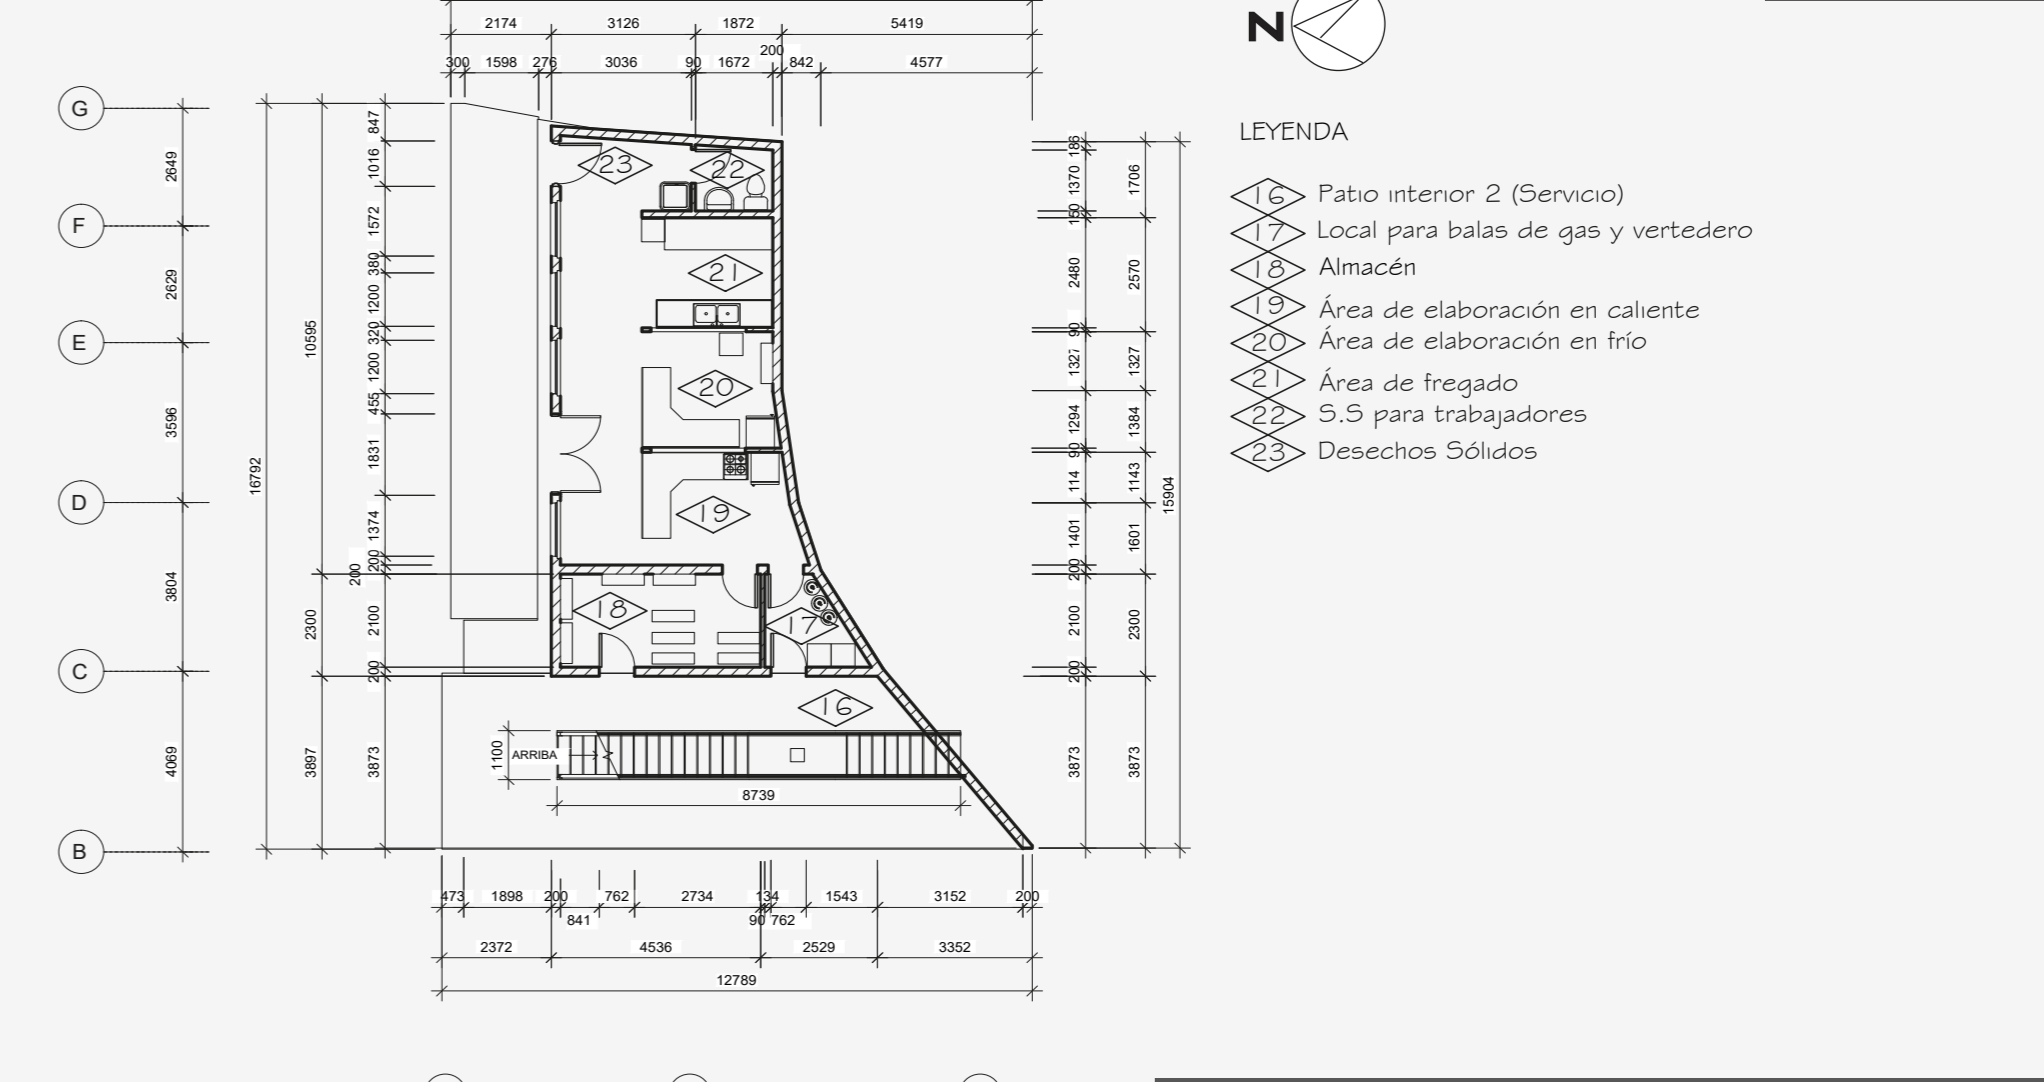 2174 3126 1872 5419
200
300 1598 276 3036 90 1672 842 4577
N
LEYENDA
16 Patio interior 2 (Servicio)
17 Local para balas de gas y vertedero
18 Almacén
19 Área de elaboración en caliente
20 Área de elaboración en frío
21 Área de fregado
22 S.S para trabajadores
23 Desechos Sólidos
G
F
E
D
C
B
2649
2629
3596
3804
4069
16792
10595
2300
3897
847
1016
1572
380
1200
320
1200
455
1831
1374
200
200
2100
200
3873
23
22
21
20
19
18
17
16
1100
ARRIBA
8739
186
1370
150
2480
90
1327
1294
90
114
1401
200
2100
200
3873
1706
2570
1327
1384
1143
1601
2300
3873
15904
473 1898 200 762 2734 134 1543 3152 200
841 90 762
2372 4536 2529 3352
12789